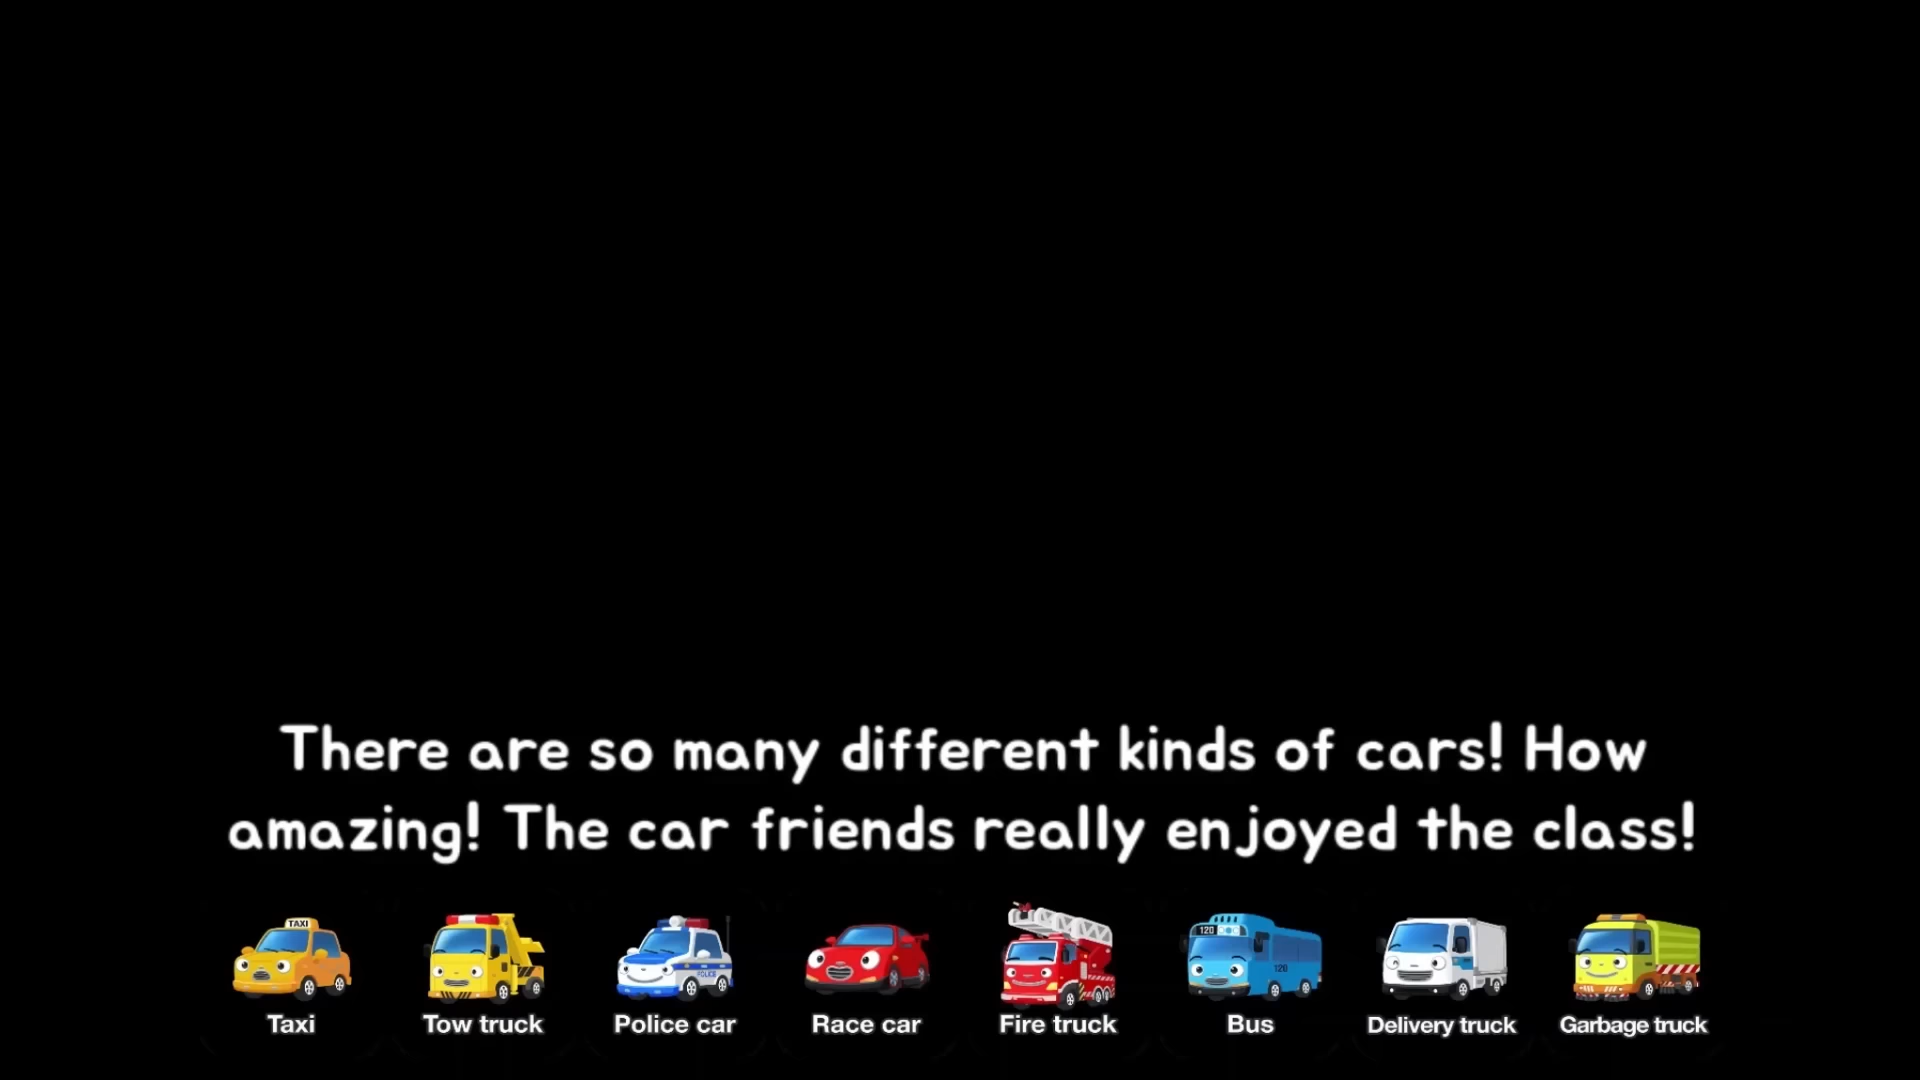 There are so many different kinds of cars! How
amazing! The car friends really enjoyed the class!
TAXI
POLICE
120
120
Taxi
Tow truck
Police car
Race car
Fire truck
Bus
Delivery truck
Garbage truck